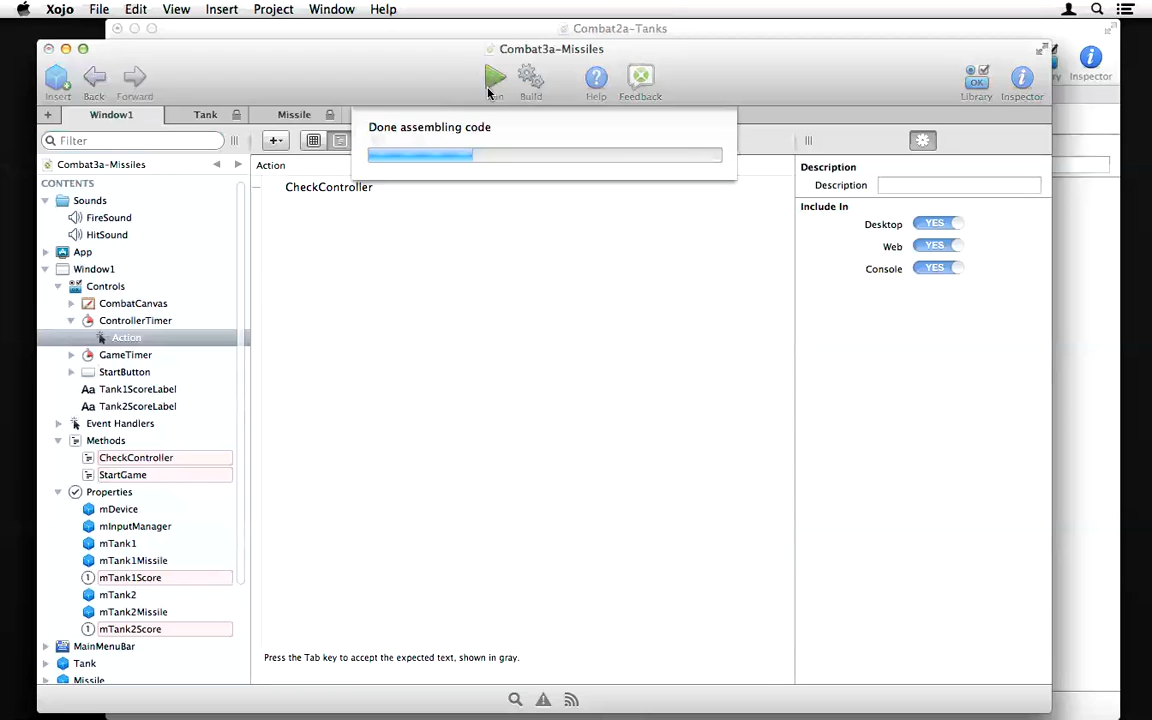 Xojo File Edit View Insert Project Window Help
Combat2a-Tanks
Combat3a-Missiles
Insert Back Forward Build Help Feedback Library Inspector
Inspector
Window1 Tank Missile
Done assembling code
Filter
Combat3a-Missiles
Action
CheckController
CONTENTS
Sounds
FireSound
HitSound
App
Window1
Controls
CombatCanvas
ControllerTimer
Action
GameTimer
StartButton
Aa Tank1ScoreLabel
Aa Tank2ScoreLabel
Event Handlers
Methods
CheckController
StartGame
Properties
mDevice
mInputManager
mTank1
mTank1Missile
1 mTank1Score
mTank2
mTank2Missile
1 mTank2Score
MainMenuBar
Tank
Missile
Description
Description
Include In
Desktop YES
Web YES
Console YES
Press the Tab key to accept the expected text, shown in gray.